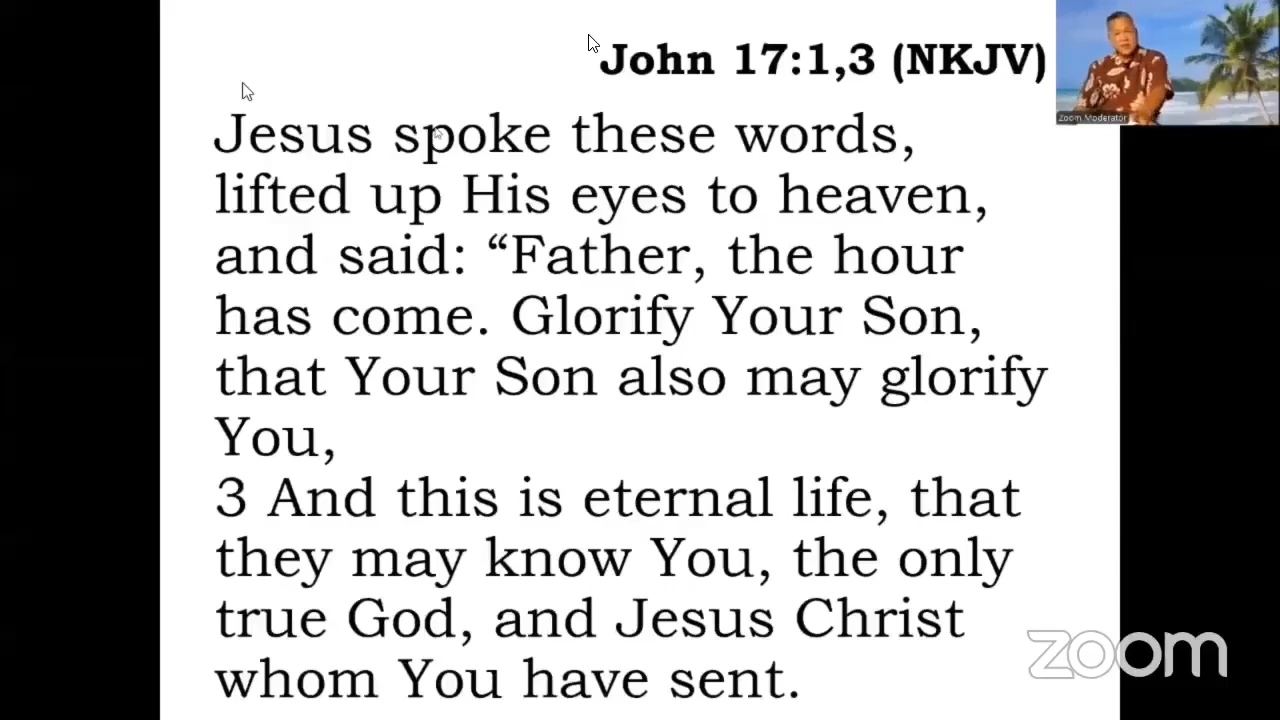 John 17:1,3 (NKJV)
Zoom Moderator
Jesus spoke these words,
lifted up His eyes to heaven,
and said: “Father, the hour
has come. Glorify Your Son,
that Your Son also may glorify
You,
3 And this is eternal life, that
they may know You, the only
true God, and Jesus Christ
whom You have sent.
zoom